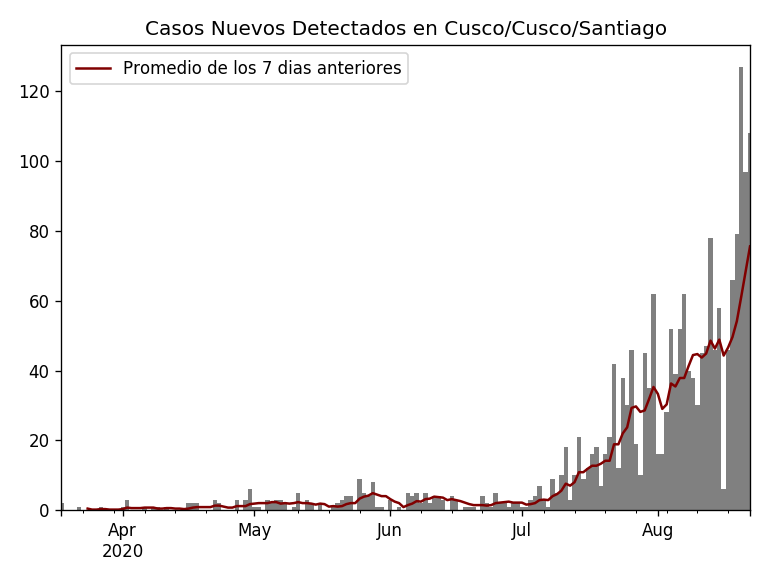 Casos Nuevos Detectados en Cusco/Cusco/Santiago
Promedio de los 7 dias anteriores
120
100
80
60
40
20
0
Apr May Jun Jul Aug
2020